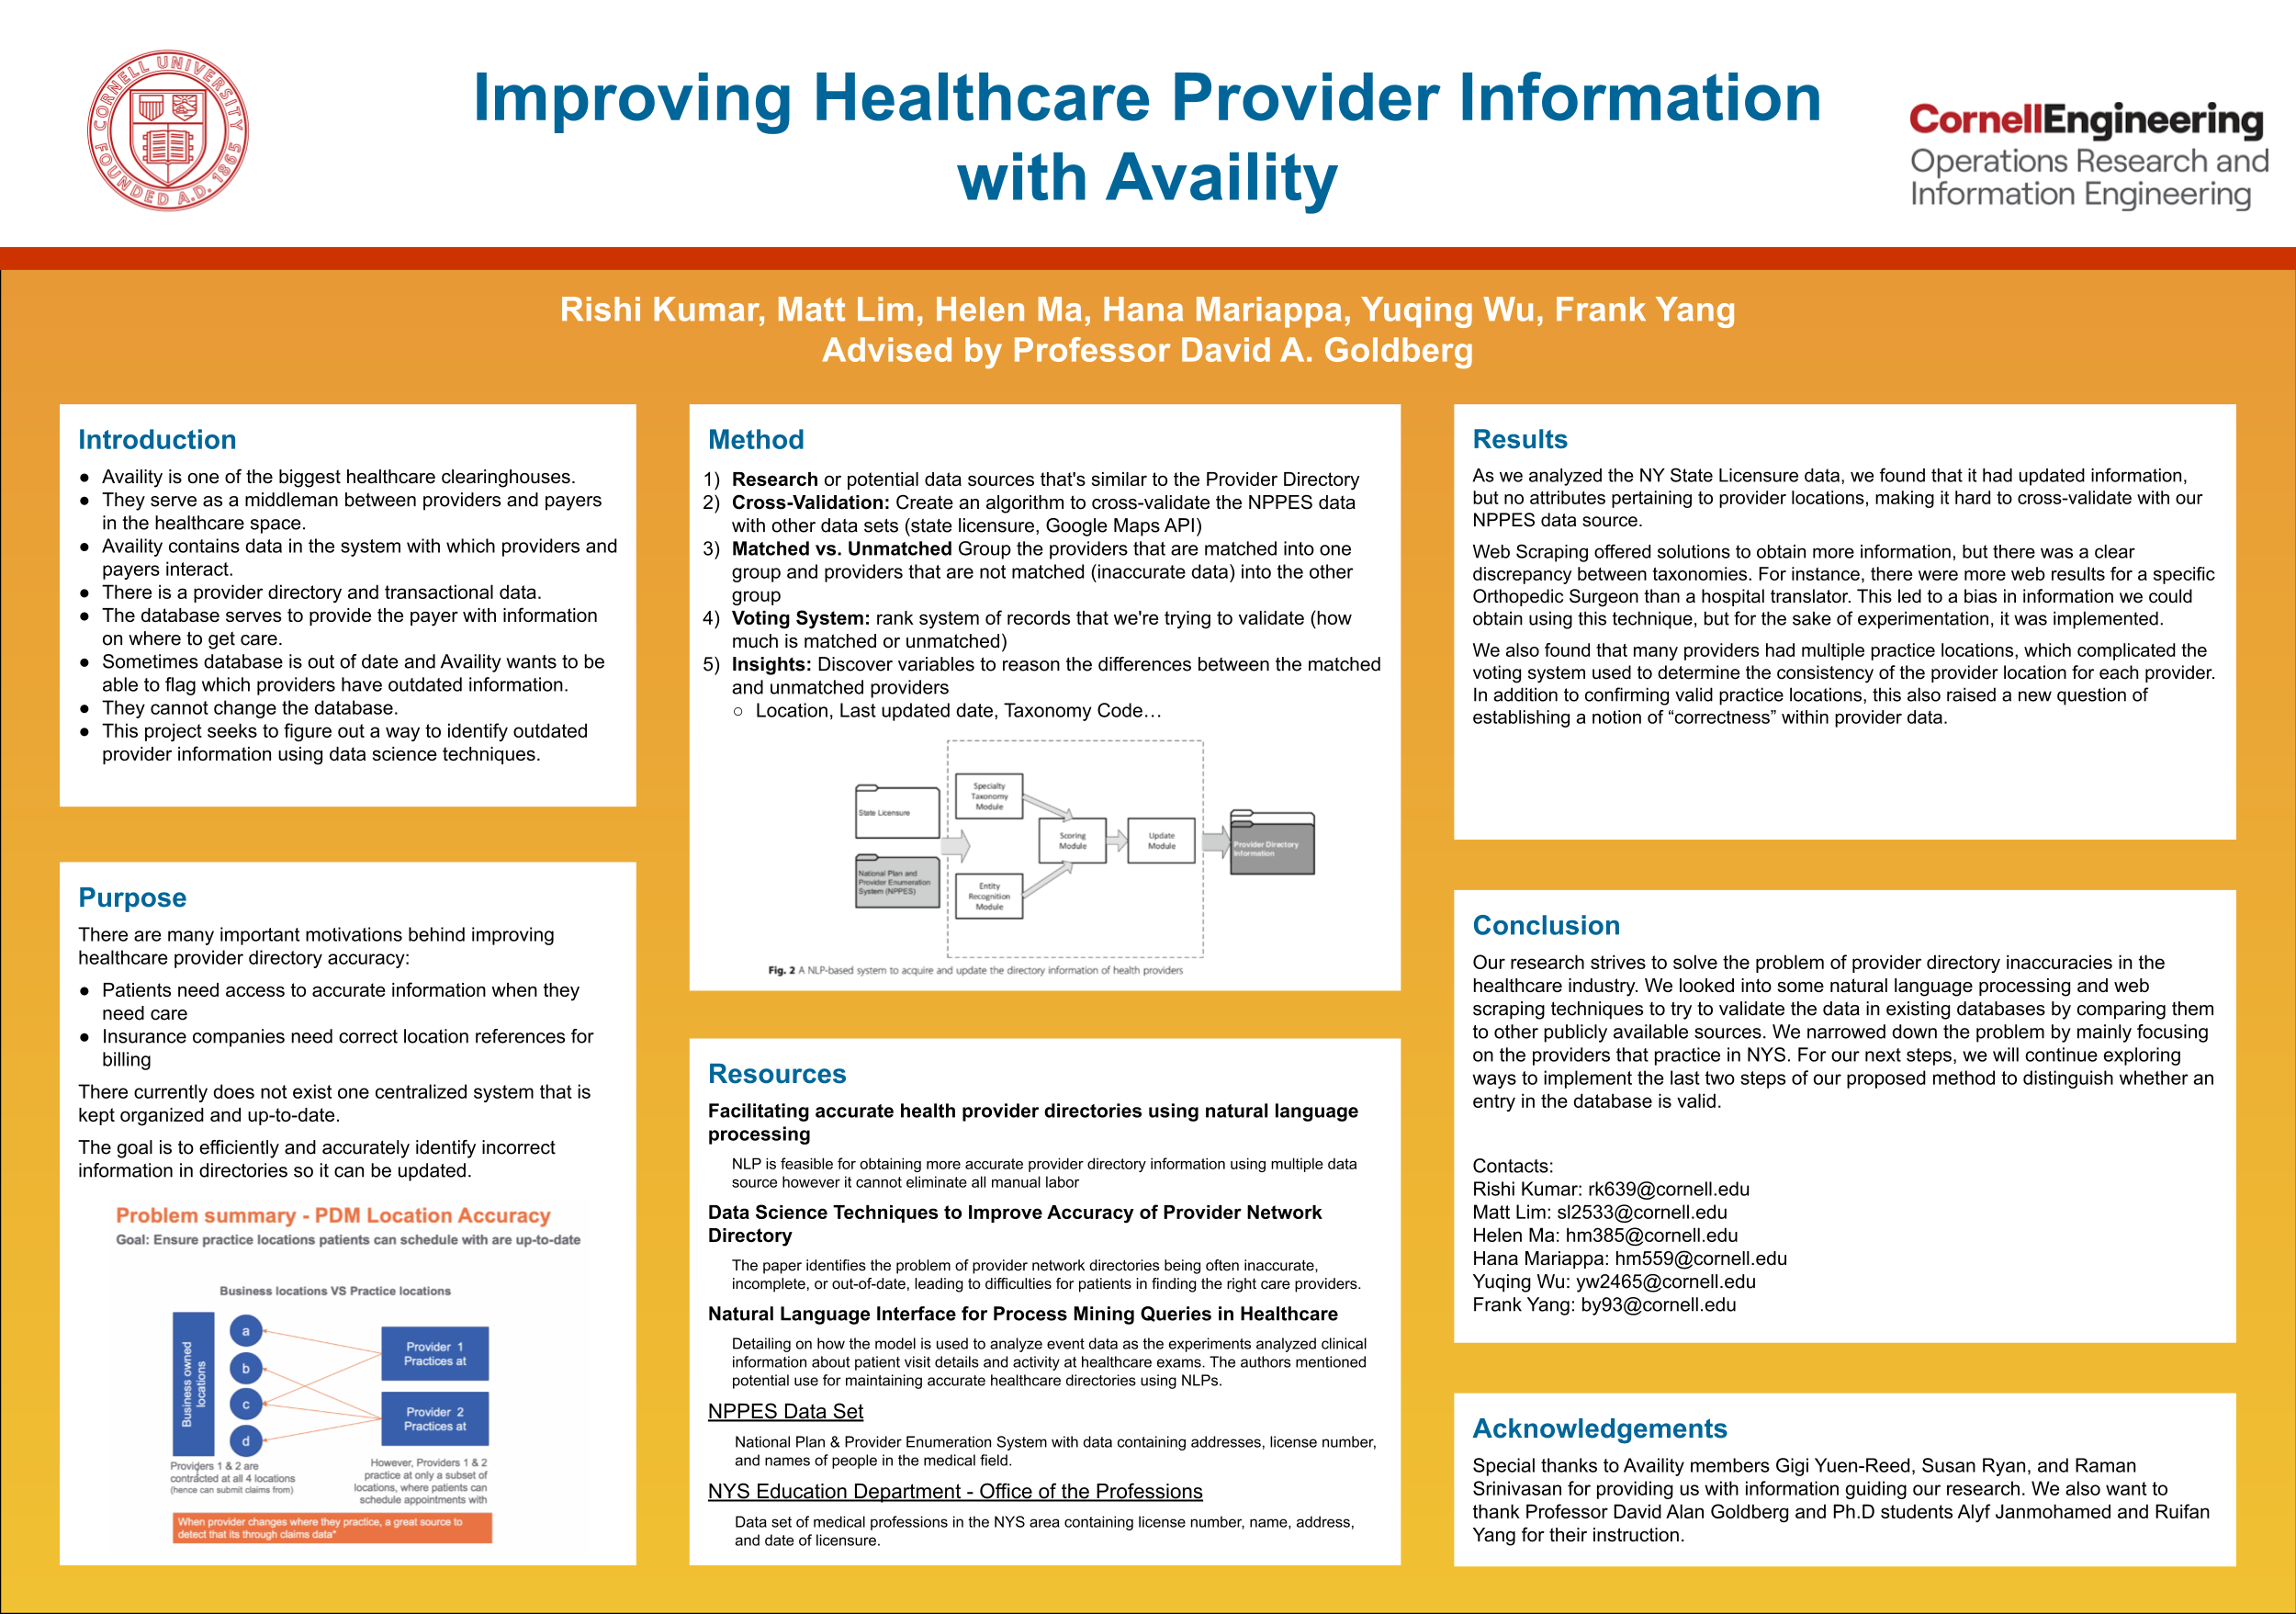 CORNELL UNIVERSITY
FOUNDED A.D. 1865
Improving Healthcare Provider Information
with Availity
CornellEngineering
Operations Research and
Information Engineering
Rishi Kumar, Matt Lim, Helen Ma, Hana Mariappa, Yuqing Wu, Frank Yang
Advised by Professor David A. Goldberg
Introduction
● Availity is one of the biggest healthcare clearinghouses.
● They serve as a middleman between providers and payers
in the healthcare space.
● Availity contains data in the system with which providers and
payers interact.
● There is a provider directory and transactional data.
● The database serves to provide the payer with information
on where to get care.
● Sometimes database is out of date and Availity wants to be
able to flag which providers have outdated information.
● They cannot change the database.
● This project seeks to figure out a way to identify outdated
provider information using data science techniques.
Purpose
There are many important motivations behind improving
healthcare provider directory accuracy:
● Patients need access to accurate information when they
need care
● Insurance companies need correct location references for
billing
There currently does not exist one centralized system that is
kept organized and up-to-date.
The goal is to efficiently and accurately identify incorrect
information in directories so it can be updated.
Problem summary - PDM Location Accuracy
Goal: Ensure practice locations patients can schedule with are up-to-date
Business locations VS Practice locations
Business owned
locations
a
b
c
d
Provider 1
Practices at
Provider 2
Practices at
Providers 1 & 2 are
contracted at all 4 locations
(hence can submit claims from)
However, Providers 1 & 2
practice at only a subset of
locations, where patients can
schedule appointments with
When provider changes where they practice, a great source to
detect that its through claims data*
Method
1) Research or potential data sources that's similar to the Provider Directory
2) Cross-Validation: Create an algorithm to cross-validate the NPPES data
with other data sets (state licensure, Google Maps API)
3) Matched vs. Unmatched Group the providers that are matched into one
group and providers that are not matched (inaccurate data) into the other
group
4) Voting System: rank system of records that we're trying to validate (how
much is matched or unmatched)
5) Insights: Discover variables to reason the differences between the matched
and unmatched providers
○ Location, Last updated date, Taxonomy Code…
State Licensure
National Plan and
Provider Enumeration
System (NPPES)
Specialty
Taxonomy
Module
Entity
Recognition
Module
Scoring
Module
Update
Module
Provider Directory
Information
Fig. 2 A NLP-based system to acquire and update the directory information of health providers
Resources
Facilitating accurate health provider directories using natural language
processing
NLP is feasible for obtaining more accurate provider directory information using multiple data
source however it cannot eliminate all manual labor
Data Science Techniques to Improve Accuracy of Provider Network
Directory
The paper identifies the problem of provider network directories being often inaccurate,
incomplete, or out-of-date, leading to difficulties for patients in finding the right care providers.
Natural Language Interface for Process Mining Queries in Healthcare
Detailing on how the model is used to analyze event data as the experiments analyzed clinical
information about patient visit details and activity at healthcare exams. The authors mentioned
potential use for maintaining accurate healthcare directories using NLPs.
NPPES Data Set
National Plan & Provider Enumeration System with data containing addresses, license number,
and names of people in the medical field.
NYS Education Department - Office of the Professions
Data set of medical professions in the NYS area containing license number, name, address,
and date of licensure.
Results
As we analyzed the NY State Licensure data, we found that it had updated information,
but no attributes pertaining to provider locations, making it hard to cross-validate with our
NPPES data source.
Web Scraping offered solutions to obtain more information, but there was a clear
discrepancy between taxonomies. For instance, there were more web results for a specific
Orthopedic Surgeon than a hospital translator. This led to a bias in information we could
obtain using this technique, but for the sake of experimentation, it was implemented.
We also found that many providers had multiple practice locations, which complicated the
voting system used to determine the consistency of the provider location for each provider.
In addition to confirming valid practice locations, this also raised a new question of
establishing a notion of “correctness” within provider data.
Conclusion
Our research strives to solve the problem of provider directory inaccuracies in the
healthcare industry. We looked into some natural language processing and web
scraping techniques to try to validate the data in existing databases by comparing them
to other publicly available sources. We narrowed down the problem by mainly focusing
on the providers that practice in NYS. For our next steps, we will continue exploring
ways to implement the last two steps of our proposed method to distinguish whether an
entry in the database is valid.
Contacts:
Rishi Kumar: rk639@cornell.edu
Matt Lim: sl2533@cornell.edu
Helen Ma: hm385@cornell.edu
Hana Mariappa: hm559@cornell.edu
Yuqing Wu: yw2465@cornell.edu
Frank Yang: by93@cornell.edu
Acknowledgements
Special thanks to Availity members Gigi Yuen-Reed, Susan Ryan, and Raman
Srinivasan for providing us with information guiding our research. We also want to
thank Professor David Alan Goldberg and Ph.D students Alyf Janmohamed and Ruifan
Yang for their instruction.